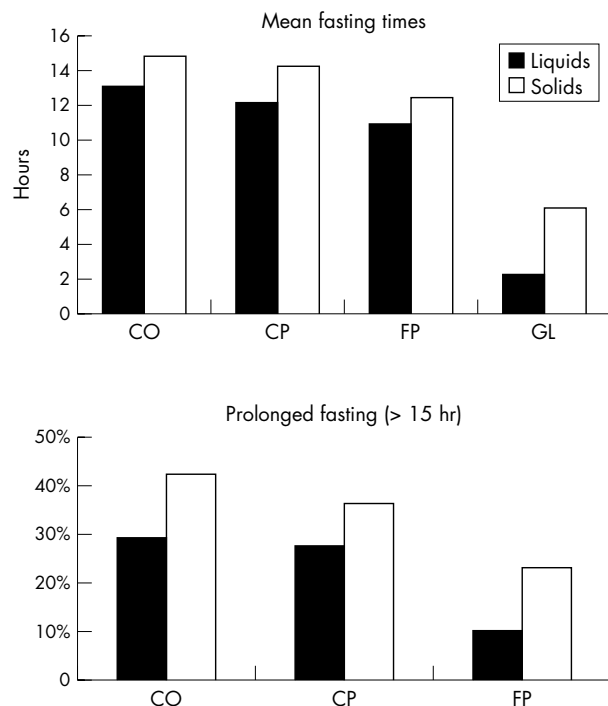 Mean fasting times
16
14
12
10
8
6
4
2
0
Hours
Liquids
Solids
CO CP FP GL
Prolonged fasting (> 15 hr)
50%
40%
30%
20%
10%
0
CO CP FP